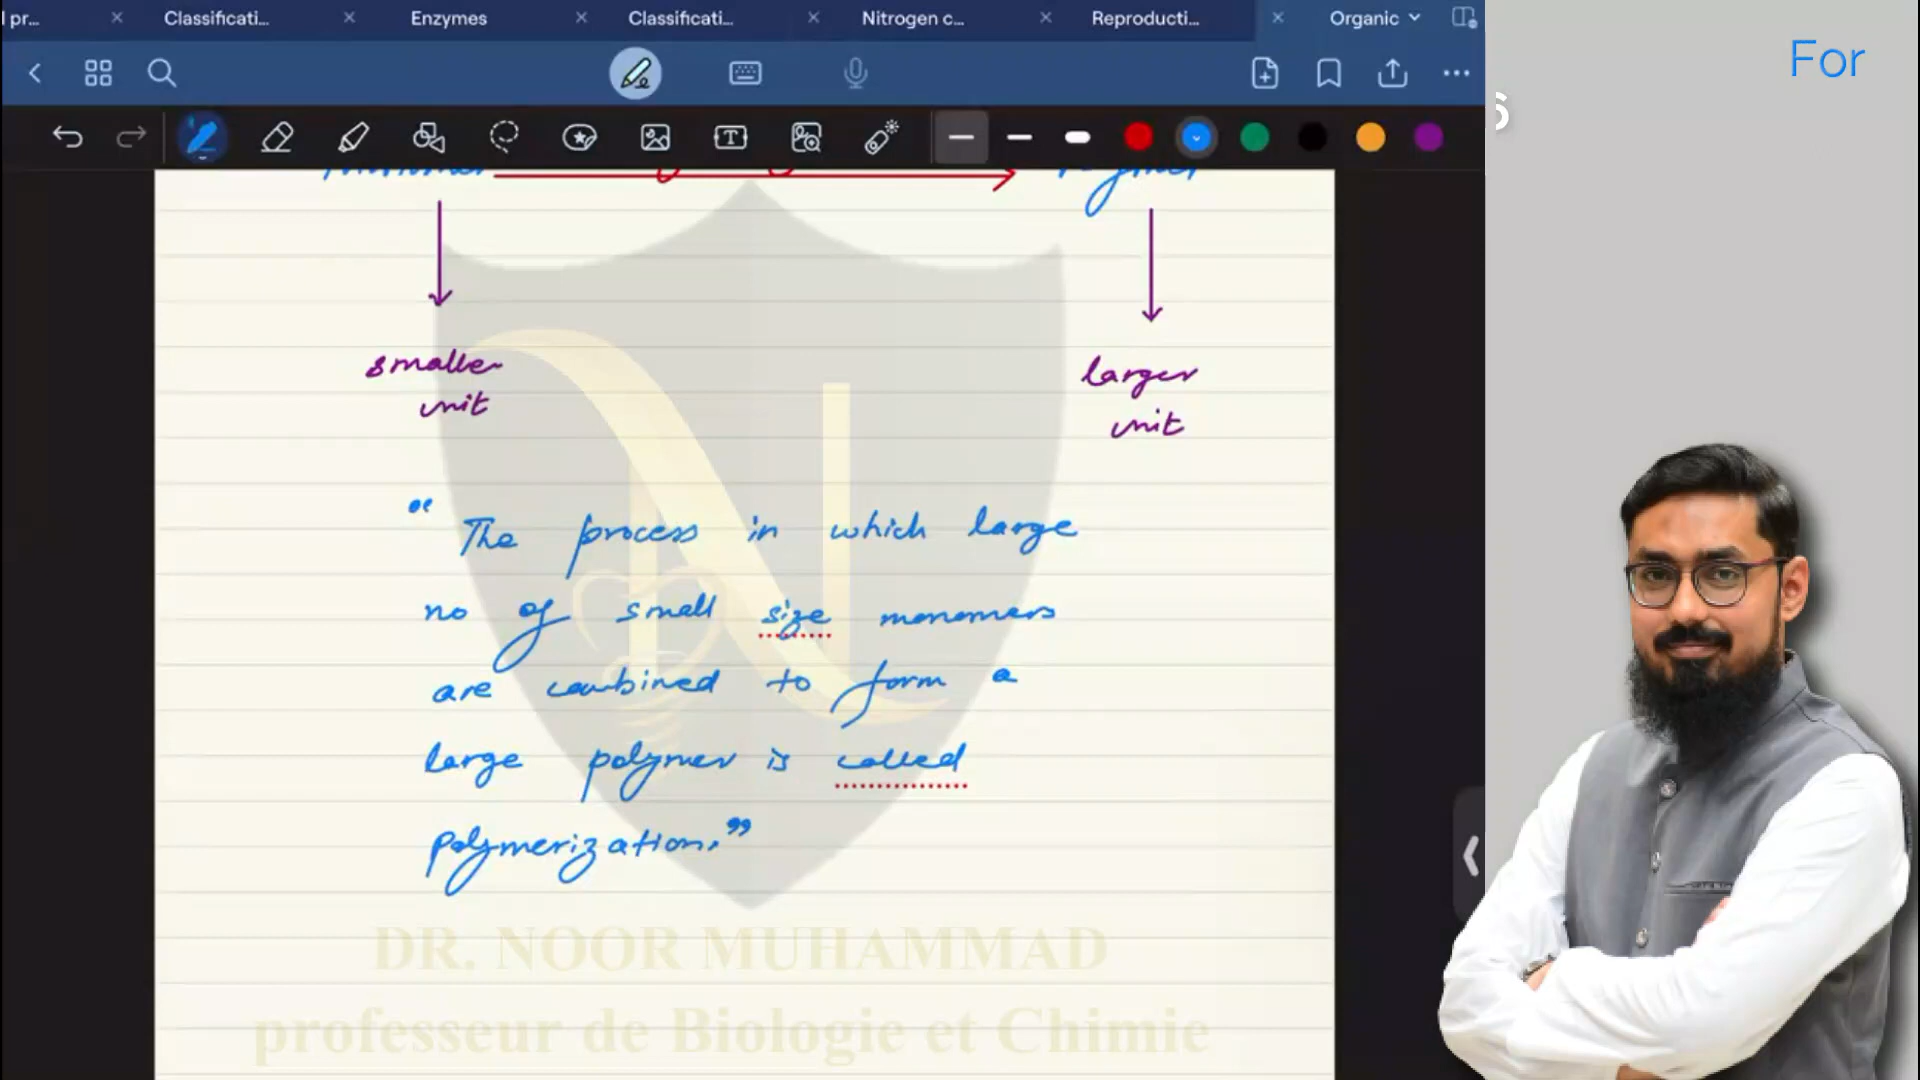 l pr...
Classificati...
Enzymes
Classificati...
Nitrogen c...
Reproducti...
Organic
For
6
smaller
unit
larger
unit
"The process in which large
no of small size monomers
are combined to form a
large polymer is called
polymerization."
DR. NOOR MUHAMMAD
professeur de Biologie et Chimie